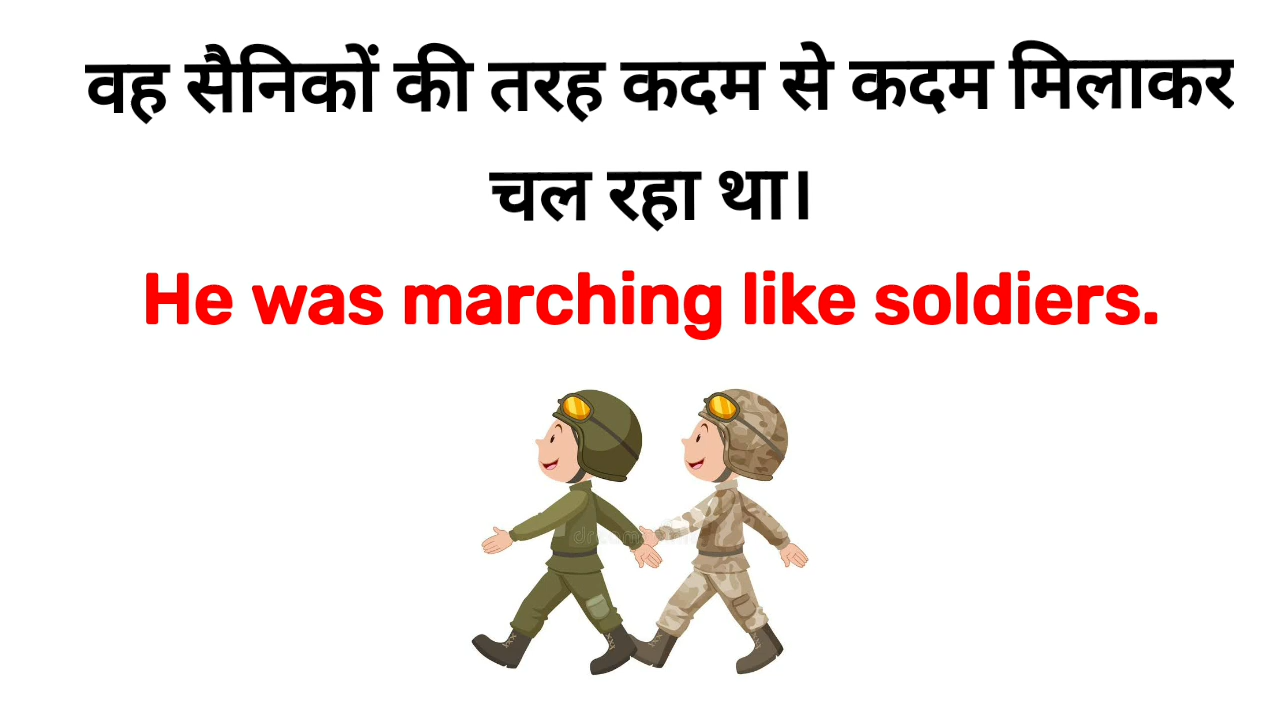 वह सैनिकों की तरह कदम से कदम मिलाकर
चल रहा था।
He was marching like soldiers.